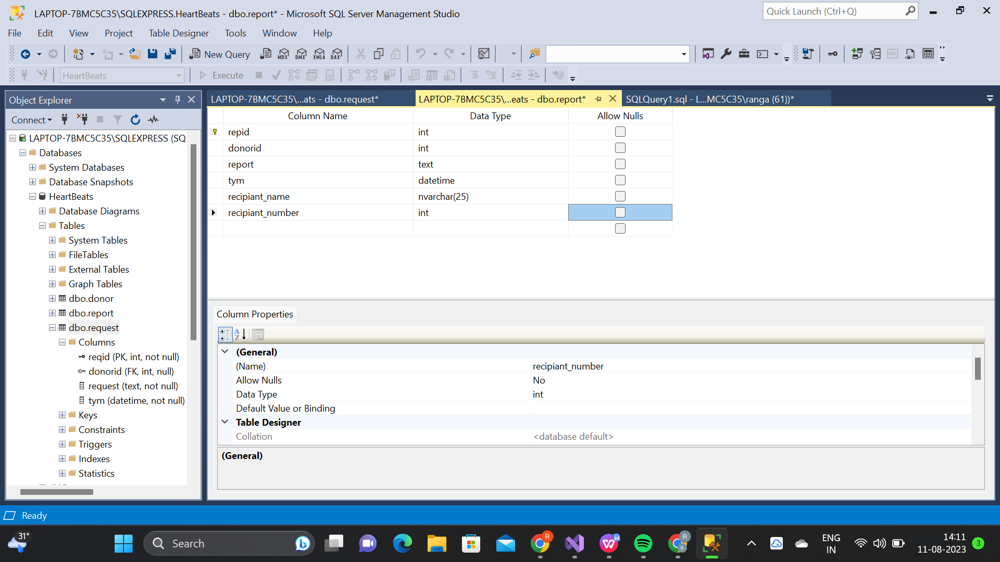 LAPTOP-7BMC5C35\SQLEXPRESS.HeartBeats - dbo.report* - Microsoft SQL Server Management Studio
Quick Launch (Ctrl+Q)
File Edit View Project Table Designer Tools Window Help
New Query MDX DMX XMLA DAX
HeartBeats Execute
Object Explorer
LAPTOP-7BMC5C35\...ats - dbo.request* LAPTOP-7BMC5C35\...eats - dbo.report* SQLQuery1.sql - L...MC5C35\ranga (61))*
Connect
LAPTOP-7BMC5C35\SQLEXPRESS (SQ
Databases
System Databases
Database Snapshots
HeartBeats
Database Diagrams
Tables
System Tables
FileTables
External Tables
Graph Tables
dbo.donor
dbo.report
dbo.request
Columns
reqid (PK, int, not null)
donorid (FK, int, null)
request (text, not null)
tym (datetime, not null)
Keys
Constraints
Triggers
Indexes
Statistics
Column Name Data Type Allow Nulls
repid int
donorid int
report text
tym datetime
recipiant_name nvarchar(25)
recipiant_number int
Column Properties
(General)
(Name) recipiant_number
Allow Nulls No
Data Type int
Default Value or Binding
Table Designer
Collation <database default>
(General)
Ready
31°
Search
ENG
IN
14:11
11-08-2023
3